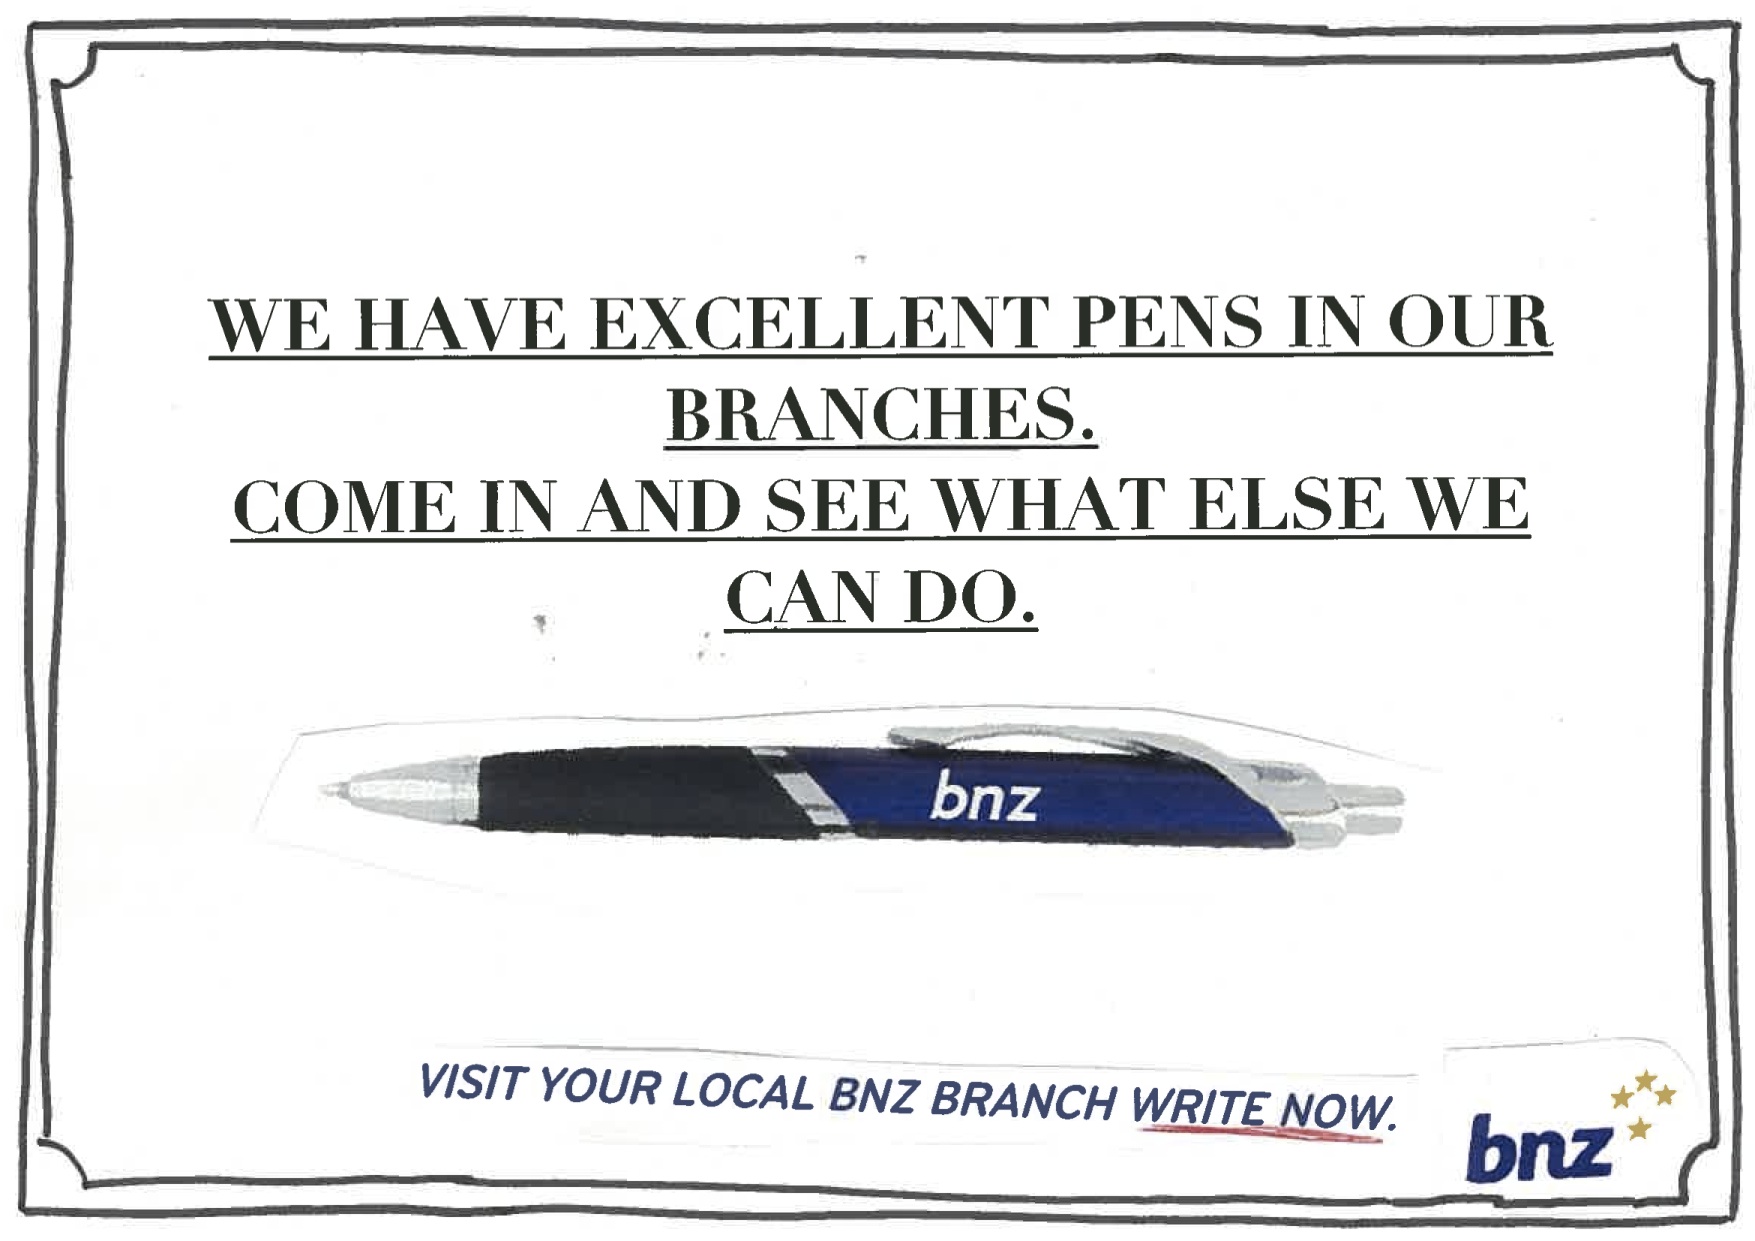 WE HAVE EXCELLENT PENS IN OUR
BRANCHES.
COME IN AND SEE WHAT ELSE WE
CAN DO.
bnz
VISIT YOUR LOCAL BNZ BRANCH WRITE NOW.
bnz